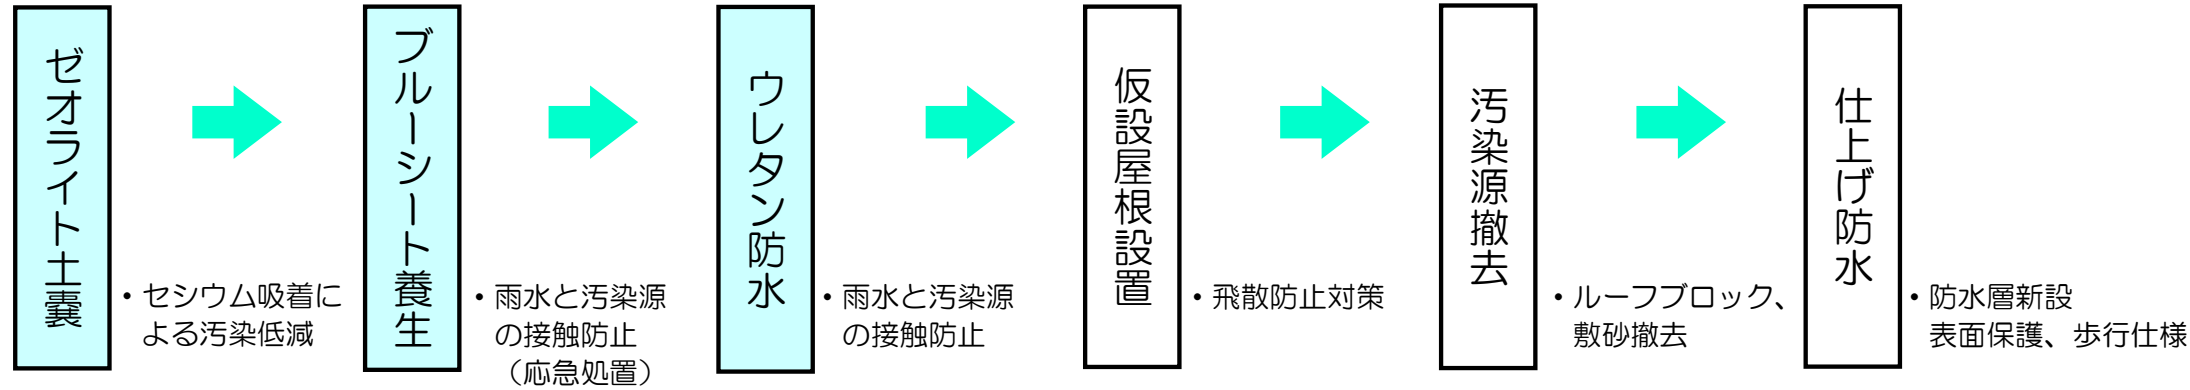 ゼオライト土嚢
・セシウム吸着に
よる汚染低減
ブルーシート養生
・雨水と汚染源
の接触防止
（応急処置）
ウレタン防水
・雨水と汚染源
の接触防止
仮設屋根設置
・飛散防止対策
汚染源撤去
・ルーフブロック、
敷砂撤去
仕上げ防水
・防水層新設
表面保護、歩行仕様